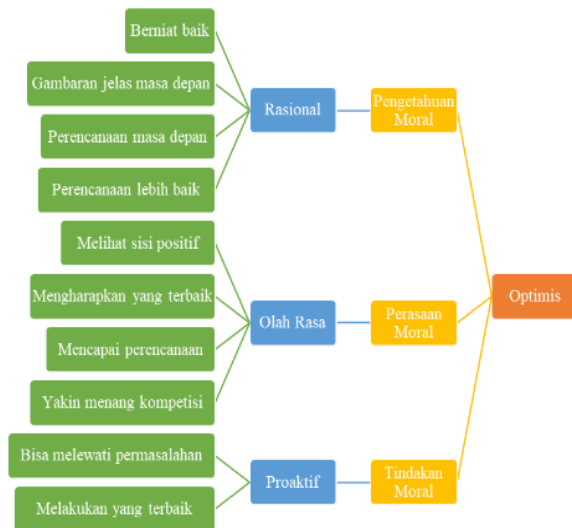 Berniat baik
Gambaran jelas masa depan
Perencanaan masa depan
Perencanaan lebih baik
Rasional
Pengetahuan
Moral
Melihat sisi positif
Mengharapkan yang terbaik
Mencapai perencanaan
Yakin menang kompetisi
Olah Rasa
Perasaan
Moral
Optimis
Bisa melewati permasalahan
Melakukan yang terbaik
Proaktif
Tindakan
Moral